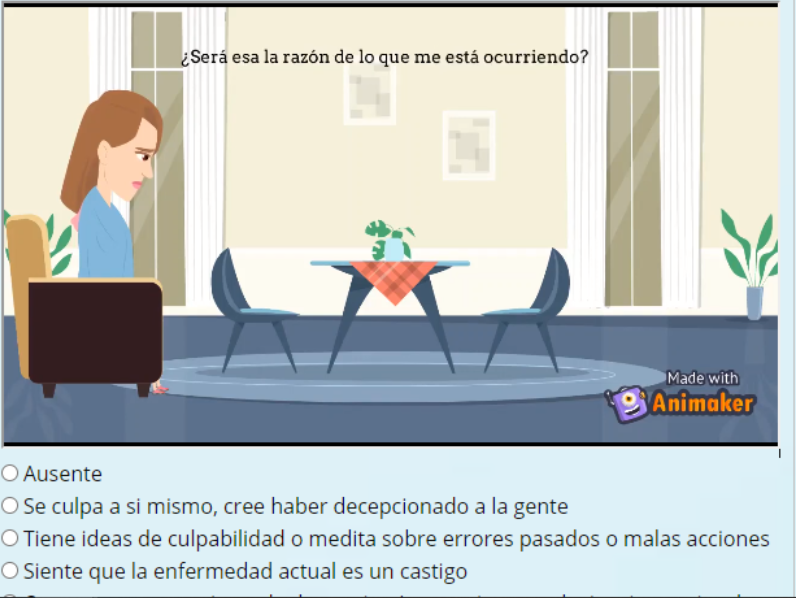 ¿Será esa la razón de lo que me está ocurriendo?
Made with
Animaker
Ausente
Se culpa a si mismo, cree haber decepcionado a la gente
Tiene ideas de culpabilidad o medita sobre errores pasados o malas acciones
Siente que la enfermedad actual es un castigo